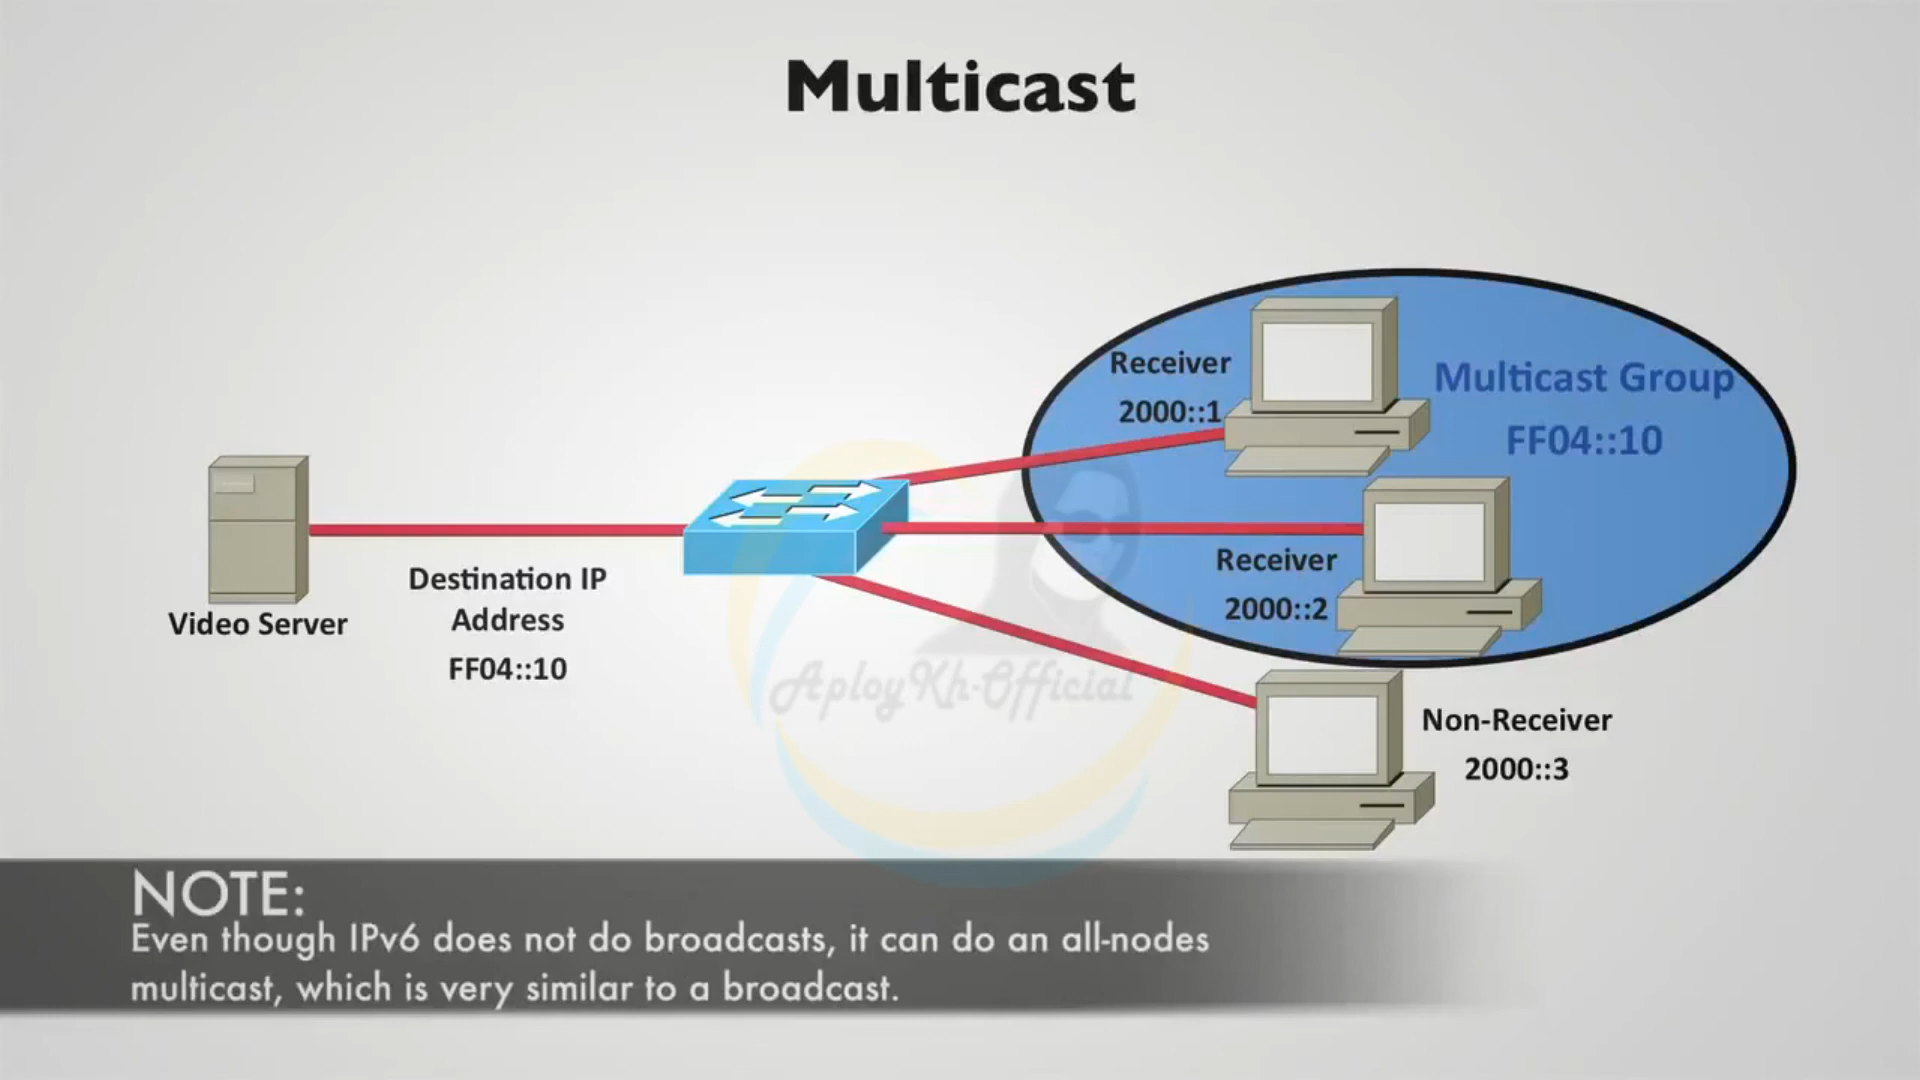 Multicast
Receiver
2000::1
Multicast Group
FF04::10
Receiver
2000::2
Video Server
Destination IP
Address
FF04::10
AployKh-Official
Non-Receiver
2000::3
NOTE:
Even though IPv6 does not do broadcasts, it can do an all-nodes
multicast, which is very similar to a broadcast.